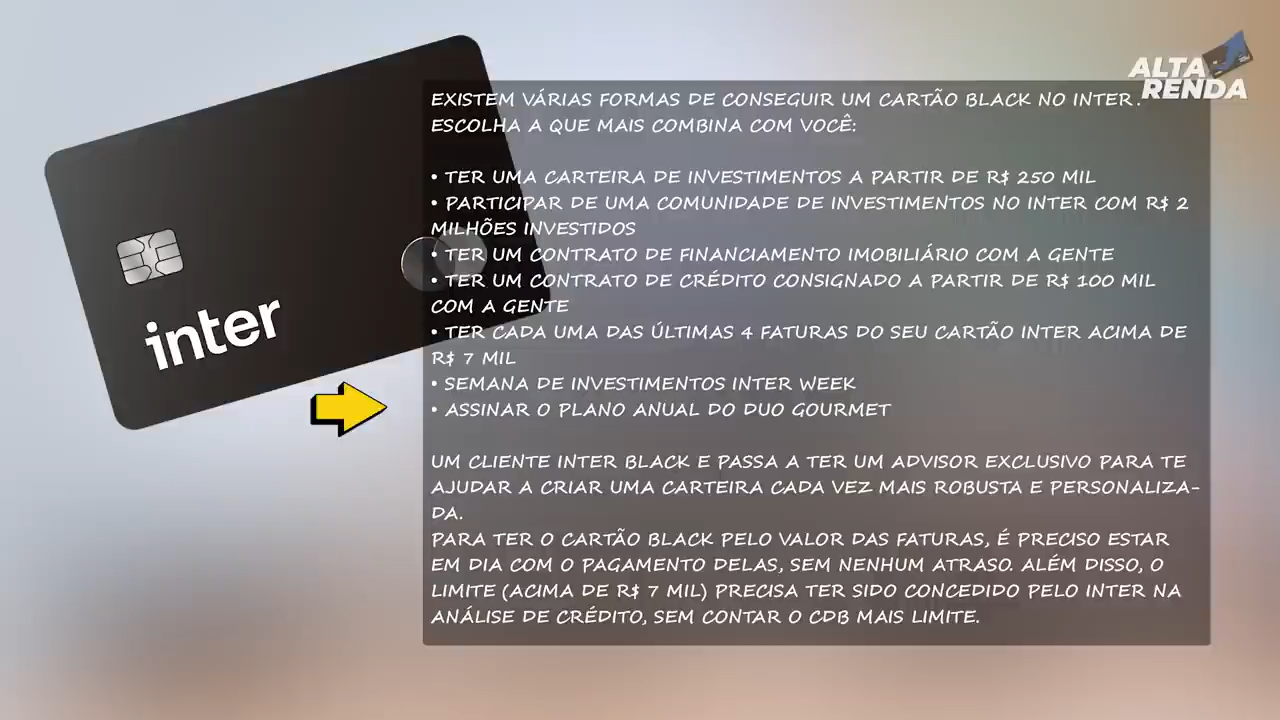 ALTA
RENDA
EXISTEM VÁRIAS FORMAS DE CONSEGUIR UM CARTÃO BLACK NO INTER.
ESCOLHA A QUE MAIS COMBINA COM VOCÊ:
• TER UMA CARTEIRA DE INVESTIMENTOS A PARTIR DE R$ 250 MIL
• PARTICIPAR DE UMA COMUNIDADE DE INVESTIMENTOS NO INTER COM R$ 2
MILHÕES INVESTIDOS
• TER UM CONTRATO DE FINANCIAMENTO IMOBILIÁRIO COM A GENTE
• TER UM CONTRATO DE CRÉDITO CONSIGNADO A PARTIR DE R$ 100 MIL
COM A GENTE
• TER CADA UMA DAS ÚLTIMAS 4 FATURAS DO SEU CARTÃO INTER ACIMA DE
R$ 7 MIL
• SEMANA DE INVESTIMENTOS INTER WEEK
• ASSINAR O PLANO ANUAL DO DUO GOURMET
UM CLIENTE INTER BLACK E PASSA A TER UM ADVISOR EXCLUSIVO PARA TE
AJUDAR A CRIAR UMA CARTEIRA CADA VEZ MAIS ROBUSTA E PERSONALIZA-
DA.
PARA TER O CARTÃO BLACK PELO VALOR DAS FATURAS, É PRECISO ESTAR
EM DIA COM O PAGAMENTO DELAS, SEM NENHUM ATRASO. ALÉM DISSO, O
LIMITE (ACIMA DE R$ 7 MIL) PRECISA TER SIDO CONCEDIDO PELO INTER NA
ANÁLISE DE CRÉDITO, SEM CONTAR O CDB MAIS LIMITE.
inter